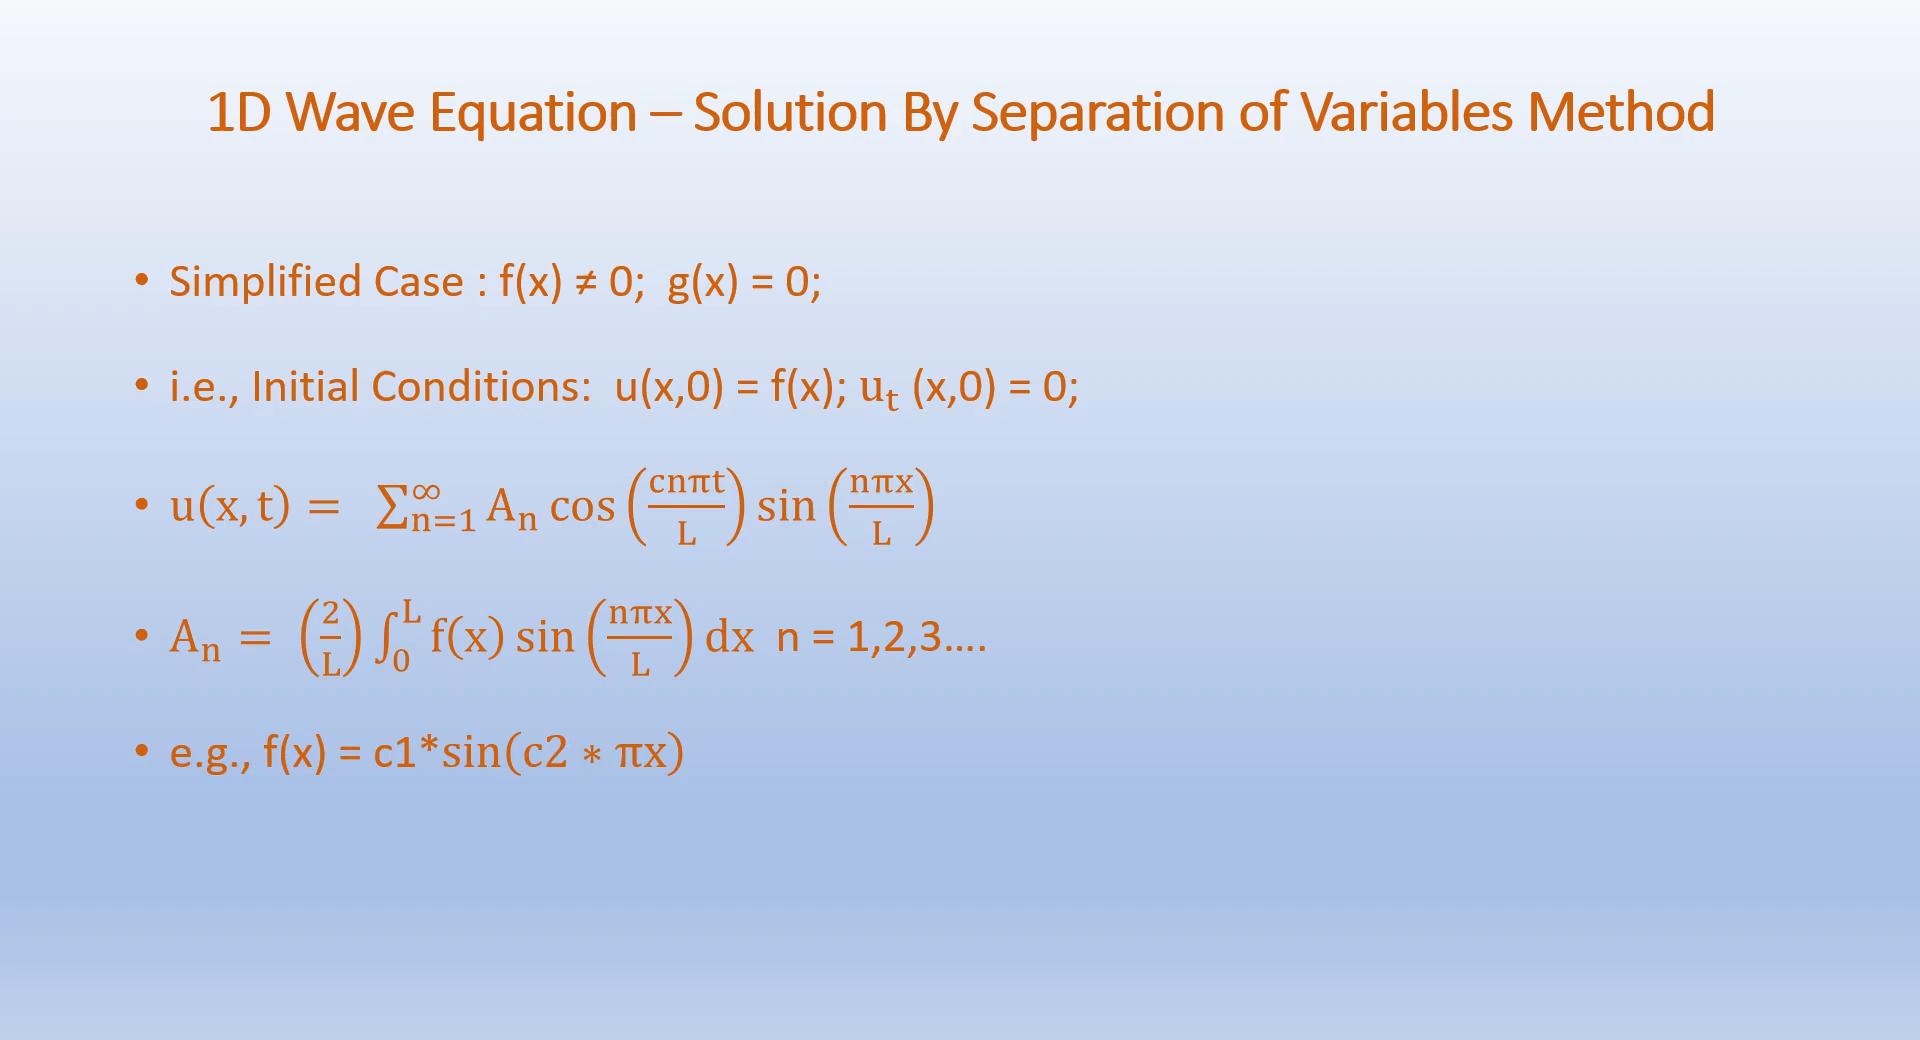 1D Wave Equation – Solution By Separation of Variables Method
• Simplified Case : f(x) ≠ 0;  g(x) = 0;
• i.e., Initial Conditions:  u(x,0) = f(x); u_t (x,0) = 0;
• u(x, t) = ∑_{n=1}^{∞} A_n cos (cnπt/L) sin (nπx/L)
• A_n = (2/L) ∫_0^L f(x) sin (nπx/L) dx  n = 1,2,3….
• e.g., f(x) = c1*sin(c2 ∗ πx)